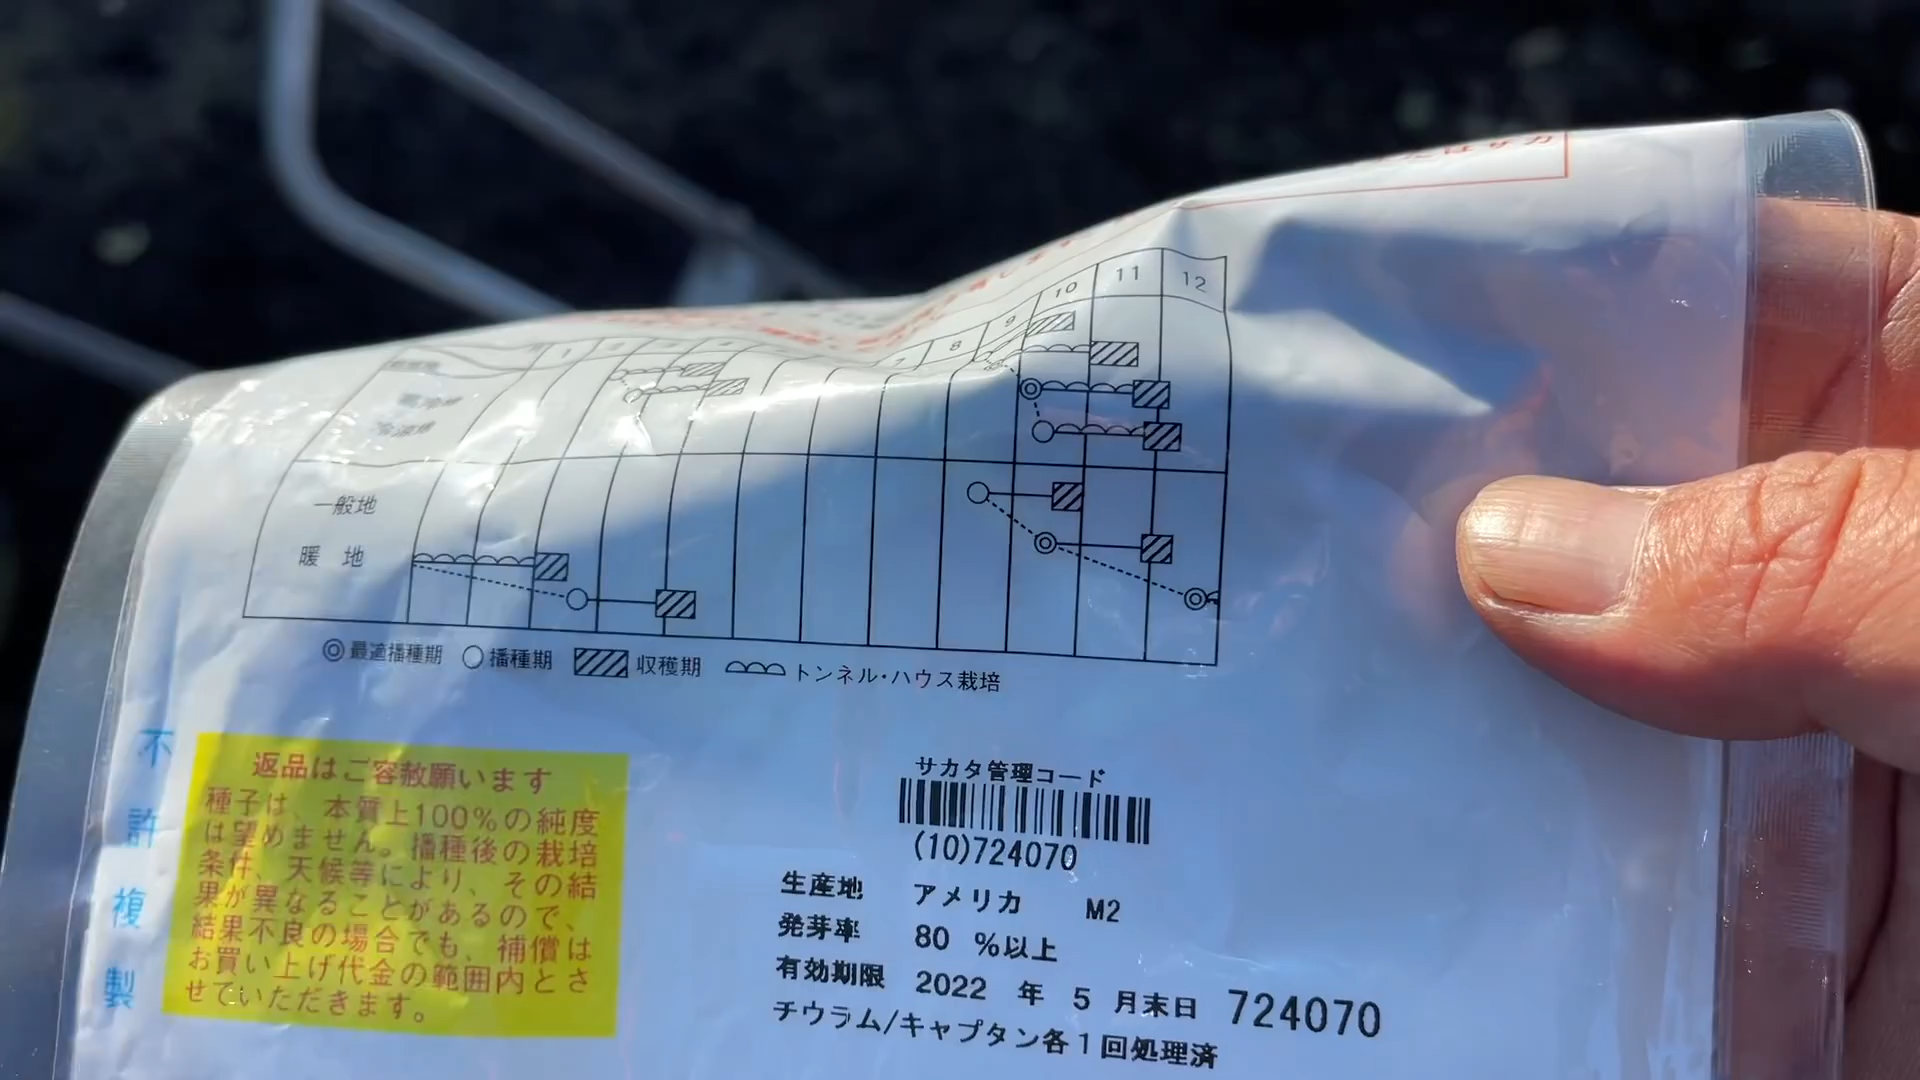 1
7
8
9
10
11
12
一般地
暖 地
◎最適播種期 ○播種期 収穫期 トンネル・ハウス栽培
不許複製
返品はご容赦願います
種子は、本質上100%の純度
は望めません。播種後の栽培
条件、天候等により、その結
果が異なることがあるので、
結果不良の場合でも、補償は
お買い上げ代金の範囲内とさ
せていただきます。
サカタ管理コード
(10)724070
生産地 アメリカ M2
発芽率 80 %以上
有効期限 2022 年 5 月末日 724070
チウラム/キャプタン各1回処理済